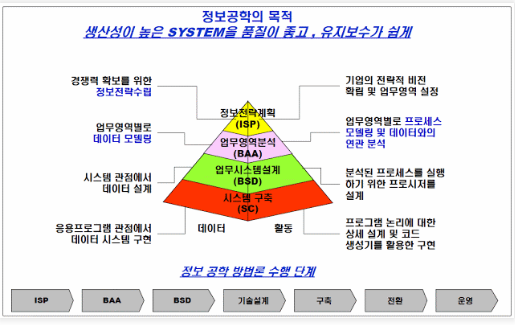 정보공학의 목적
생산성이 높은 SYSTEM을 품질이 좋고 , 유지보수가 쉽게
경쟁력 확보를 위한
정보전략수립
기업의 전략적 비전
확립 및 업무영역 설정
정보전략계획
(ISP)
업무영역별로
데이터 모델링
업무영역별로 프로세스
모델링 및 데이터와의
연관 분석
업무영역분석
(BAA)
시스템 관점에서
데이터 설계
분석된 프로세스를 실행
하기 위한 프로시저를
설계
업무시스템설계
(BSD)
시스템 구축
(SC)
응용프로그램 관점에서
데이터 시스템 구현
데이터
활동
프로그램 논리에 대한
상세 설계 및 코드
생성기를 활용한 구현
정보 공학 방법론 수행 단계
ISP
BAA
BSD
기술설계
구축
전환
운영